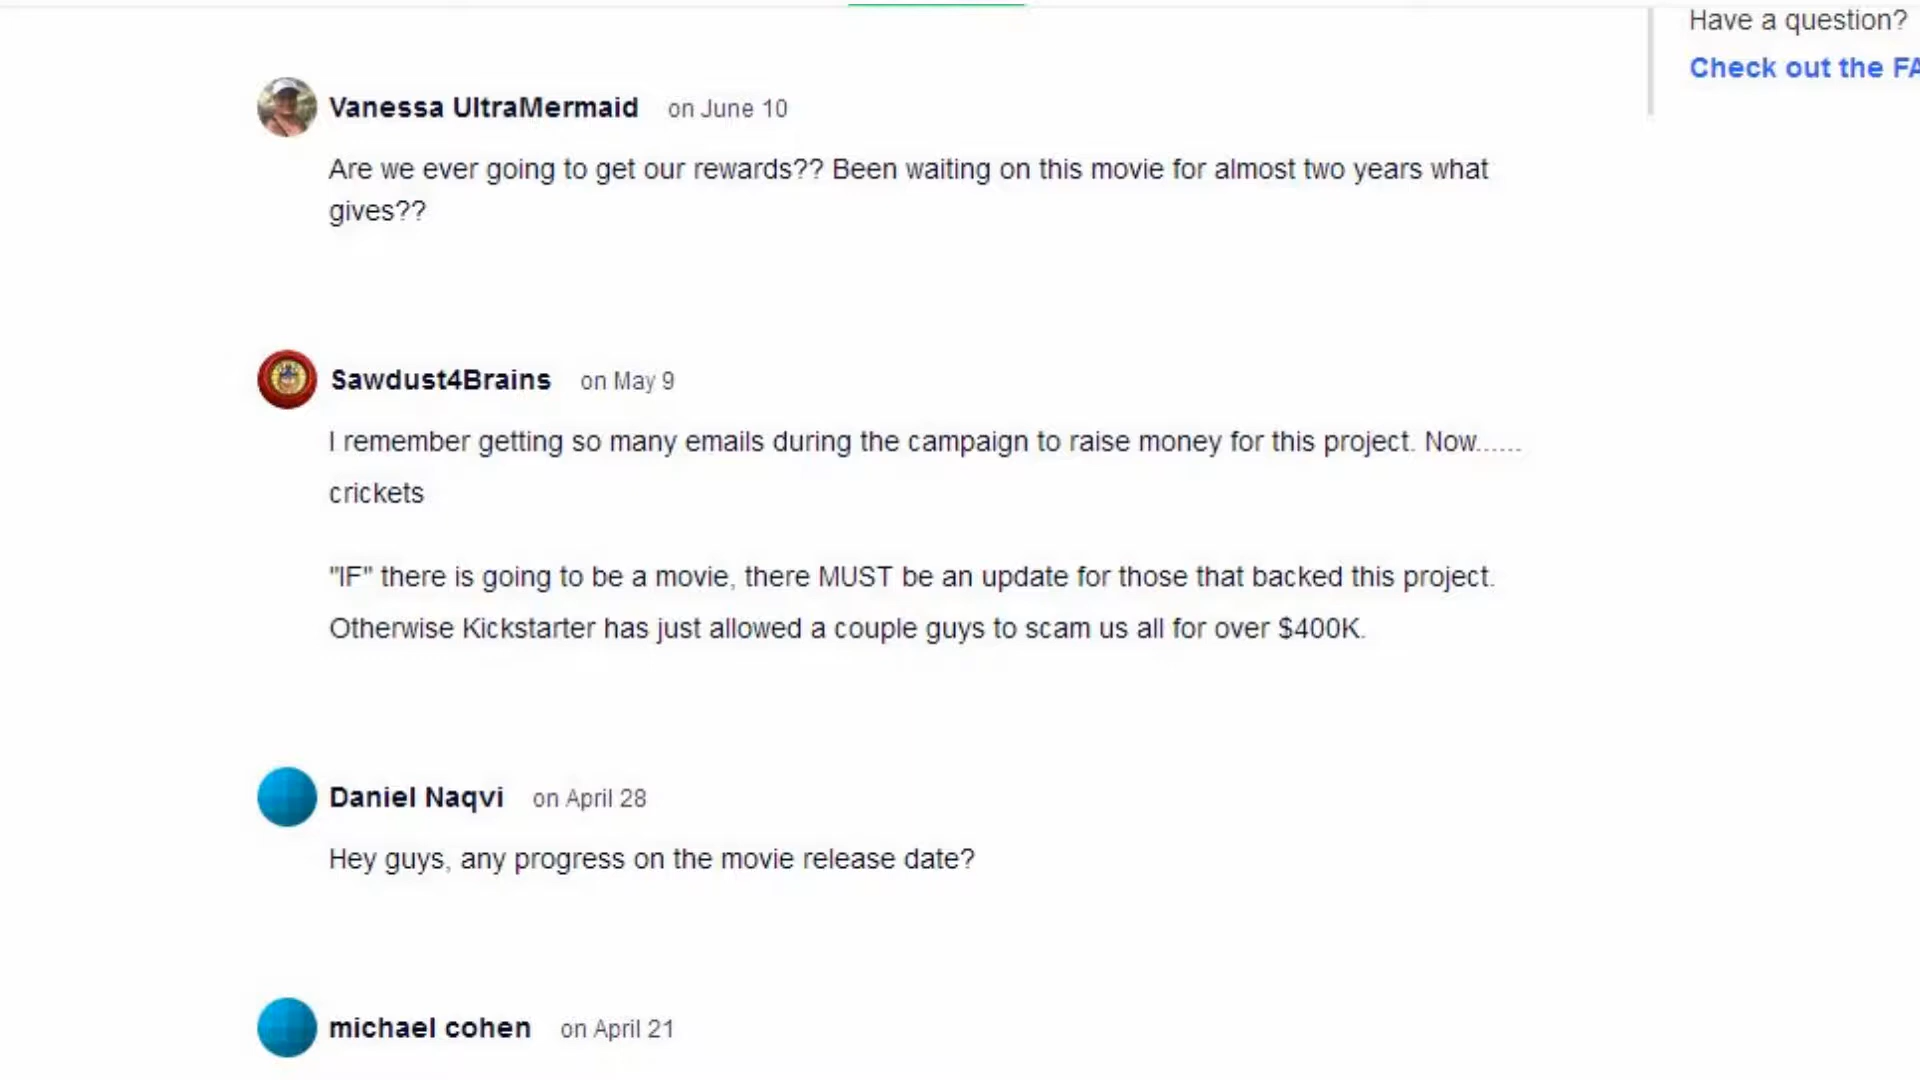 Have a question?
Check out the FA
Vanessa UltraMermaid on June 10
Are we ever going to get our rewards?? Been waiting on this movie for almost two years what
gives??
Sawdust4Brains on May 9
I remember getting so many emails during the campaign to raise money for this project. Now......
crickets
"IF" there is going to be a movie, there MUST be an update for those that backed this project.
Otherwise Kickstarter has just allowed a couple guys to scam us all for over $400K.
Daniel Naqvi on April 28
Hey guys, any progress on the movie release date?
michael cohen on April 21